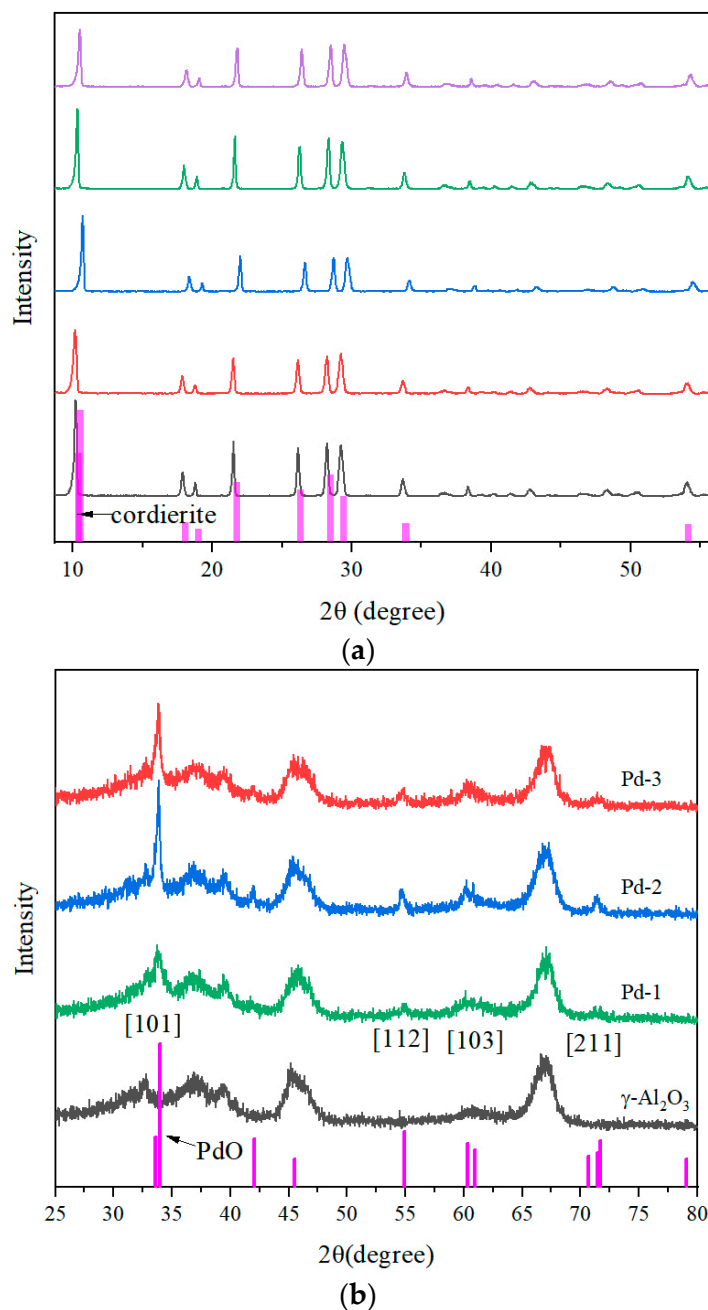 Intensity
cordierite
10 20 30 40 50
2θ (degree)
(a)
Intensity
Pd-3
Pd-2
Pd-1
[101] [112] [103] [211]
γ-Al₂O₃
PdO
25 30 35 40 45 50 55 60 65 70 75 80
2θ(degree)
(b)